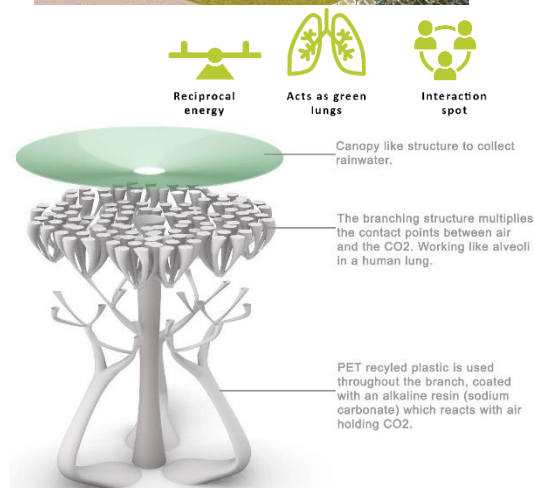 Reciprocal
energy
Acts as green
lungs
Interaction
spot
Canopy like structure to collect
rainwater.
The branching structure multiplies
the contact points between air
and the CO2. Working like alveoli
in a human lung.
PET recyled plastic is used
throughout the branch, coated
with an alkaline resin (sodium
carbonate) which reacts with air
holding CO2.